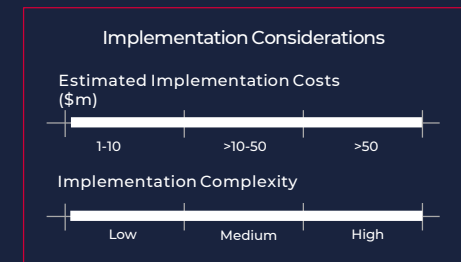 Implementation Considerations
Estimated Implementation Costs
($m)
1-10 >10-50 >50
Implementation Complexity
Low Medium High